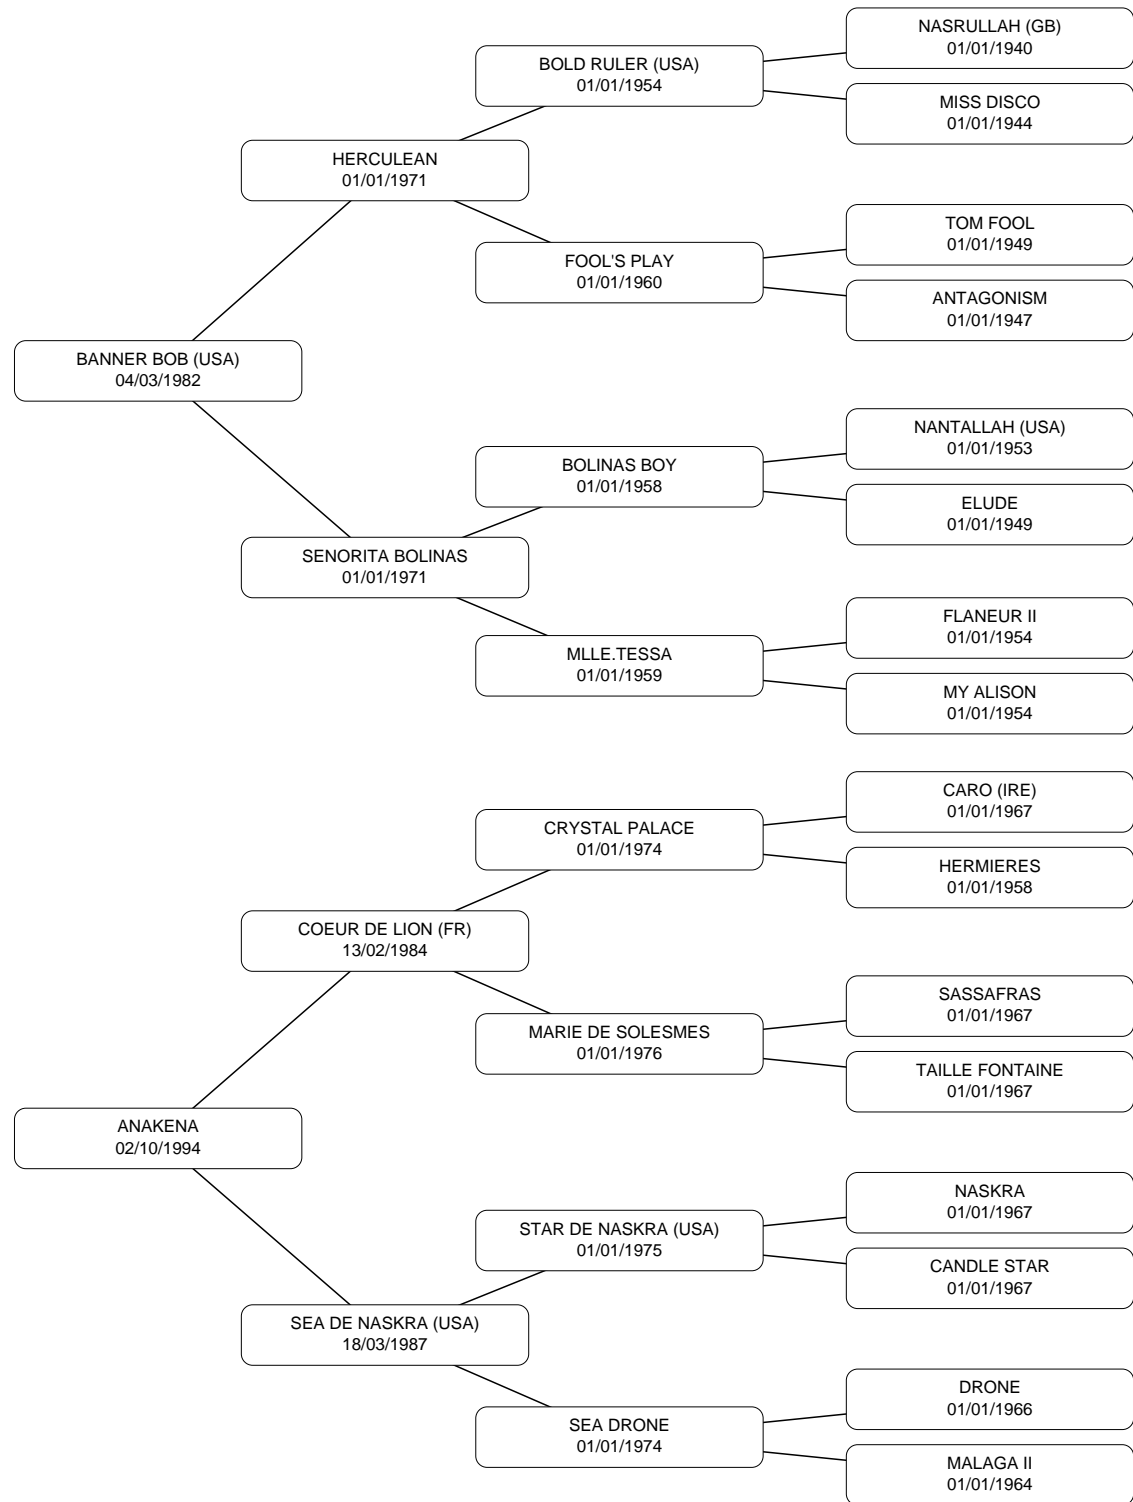 NASRULLAH (GB)
01/01/1940
BOLD RULER (USA)
01/01/1954
MISS DISCO
01/01/1944
HERCULEAN
01/01/1971
TOM FOOL
01/01/1949
FOOL'S PLAY
01/01/1960
ANTAGONISM
01/01/1947
BANNER BOB (USA)
04/03/1982
NANTALLAH (USA)
01/01/1953
BOLINAS BOY
01/01/1958
ELUDE
01/01/1949
SENORITA BOLINAS
01/01/1971
FLANEUR II
01/01/1954
MLLE.TESSA
01/01/1959
MY ALISON
01/01/1954
CARO (IRE)
01/01/1967
CRYSTAL PALACE
01/01/1974
HERMIERES
01/01/1958
COEUR DE LION (FR)
13/02/1984
SASSAFRAS
01/01/1967
MARIE DE SOLESMES
01/01/1976
TAILLE FONTAINE
01/01/1967
ANAKENA
02/10/1994
NASKRA
01/01/1967
STAR DE NASKRA (USA)
01/01/1975
CANDLE STAR
01/01/1967
SEA DE NASKRA (USA)
18/03/1987
DRONE
01/01/1966
SEA DRONE
01/01/1974
MALAGA II
01/01/1964